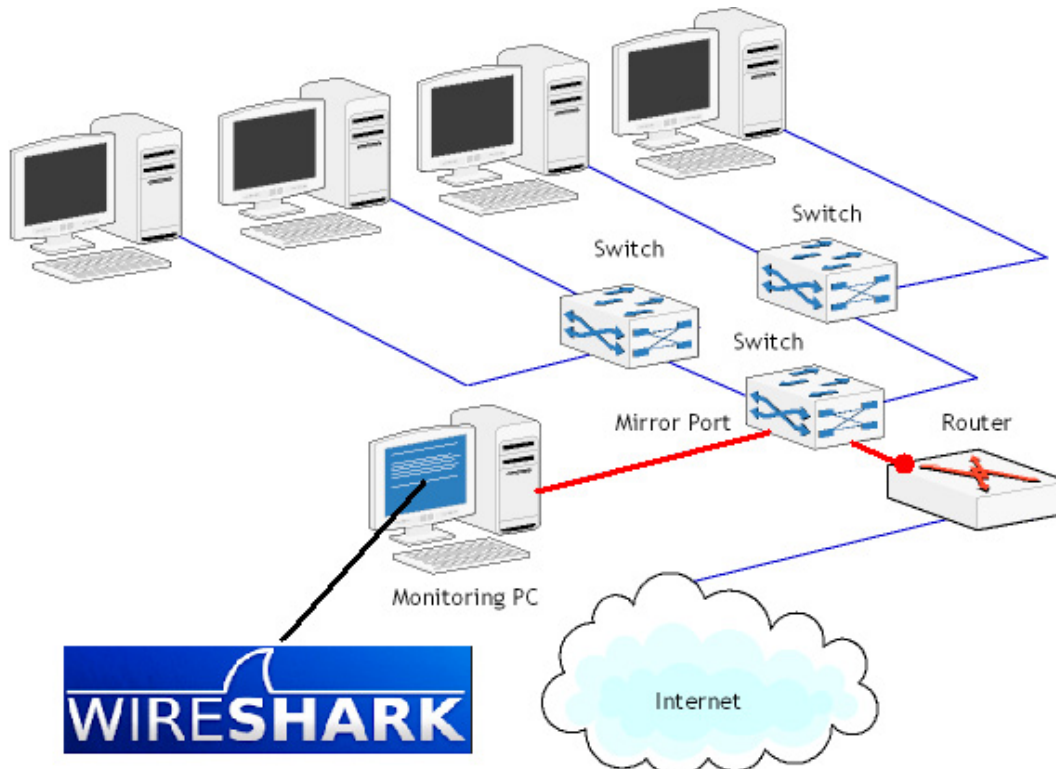 Switch
Switch
Switch
Mirror Port
Router
Monitoring PC
WIRESHARK
Internet